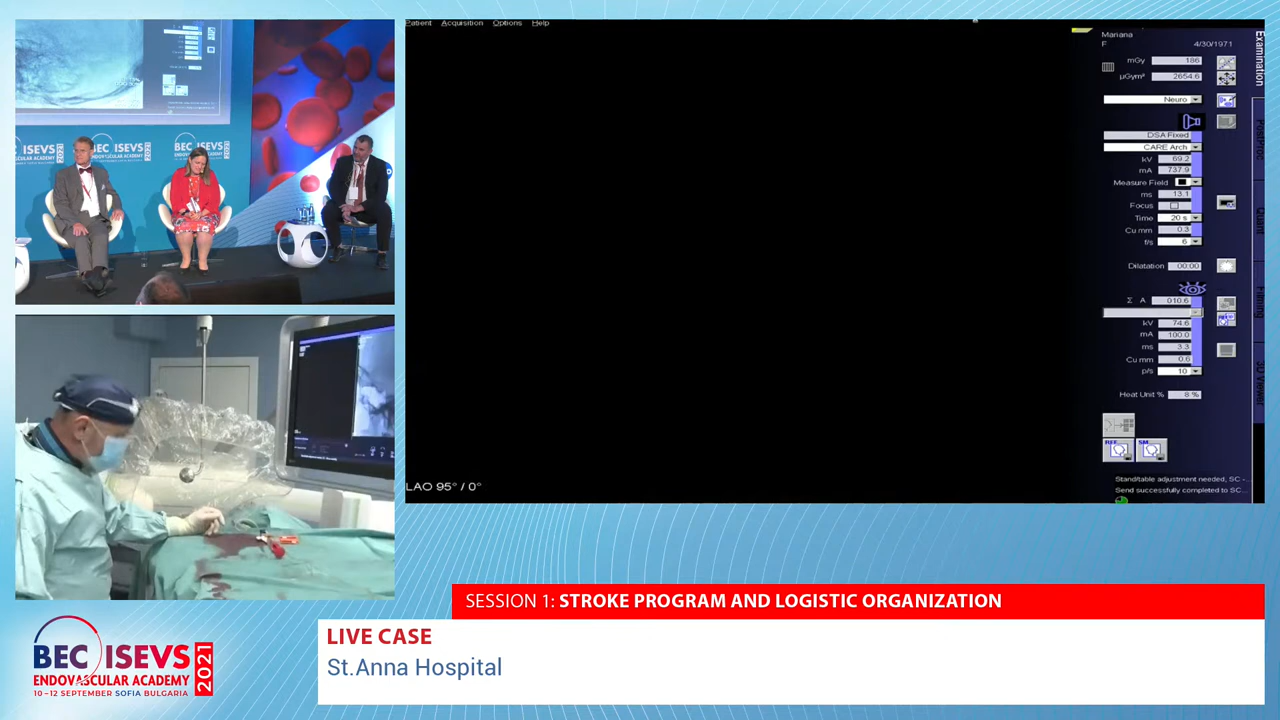 Patient Acquisition Options Help
Mariana
F 4/30/1971
mGy 186
µGym² 2654.6
Neuro
DSA Fixed
CARE Arch
kV 69.2
mA 737.9
Measure Field
ms 13.1
Focus
Time 20 s
Cu mm 0.3
f/s 6
Dilatation 00:00
Σ A 010.6
kV 74.6
mA 100.0
ms 3.3
Cu mm 0.6
p/s 10
Heat Unit % 8 %
REF SM
Stand/table adjustment needed, SC -...
Send successfully completed to SC...
Examination
LAO 95° / 0°
SESSION 1: STROKE PROGRAM AND LOGISTIC ORGANIZATION
LIVE CASE
St.Anna Hospital
BEC ISEVS
ENDOVASCULAR ACADEMY
2021
10-12 SEPTEMBER SOFIA BULGARIA